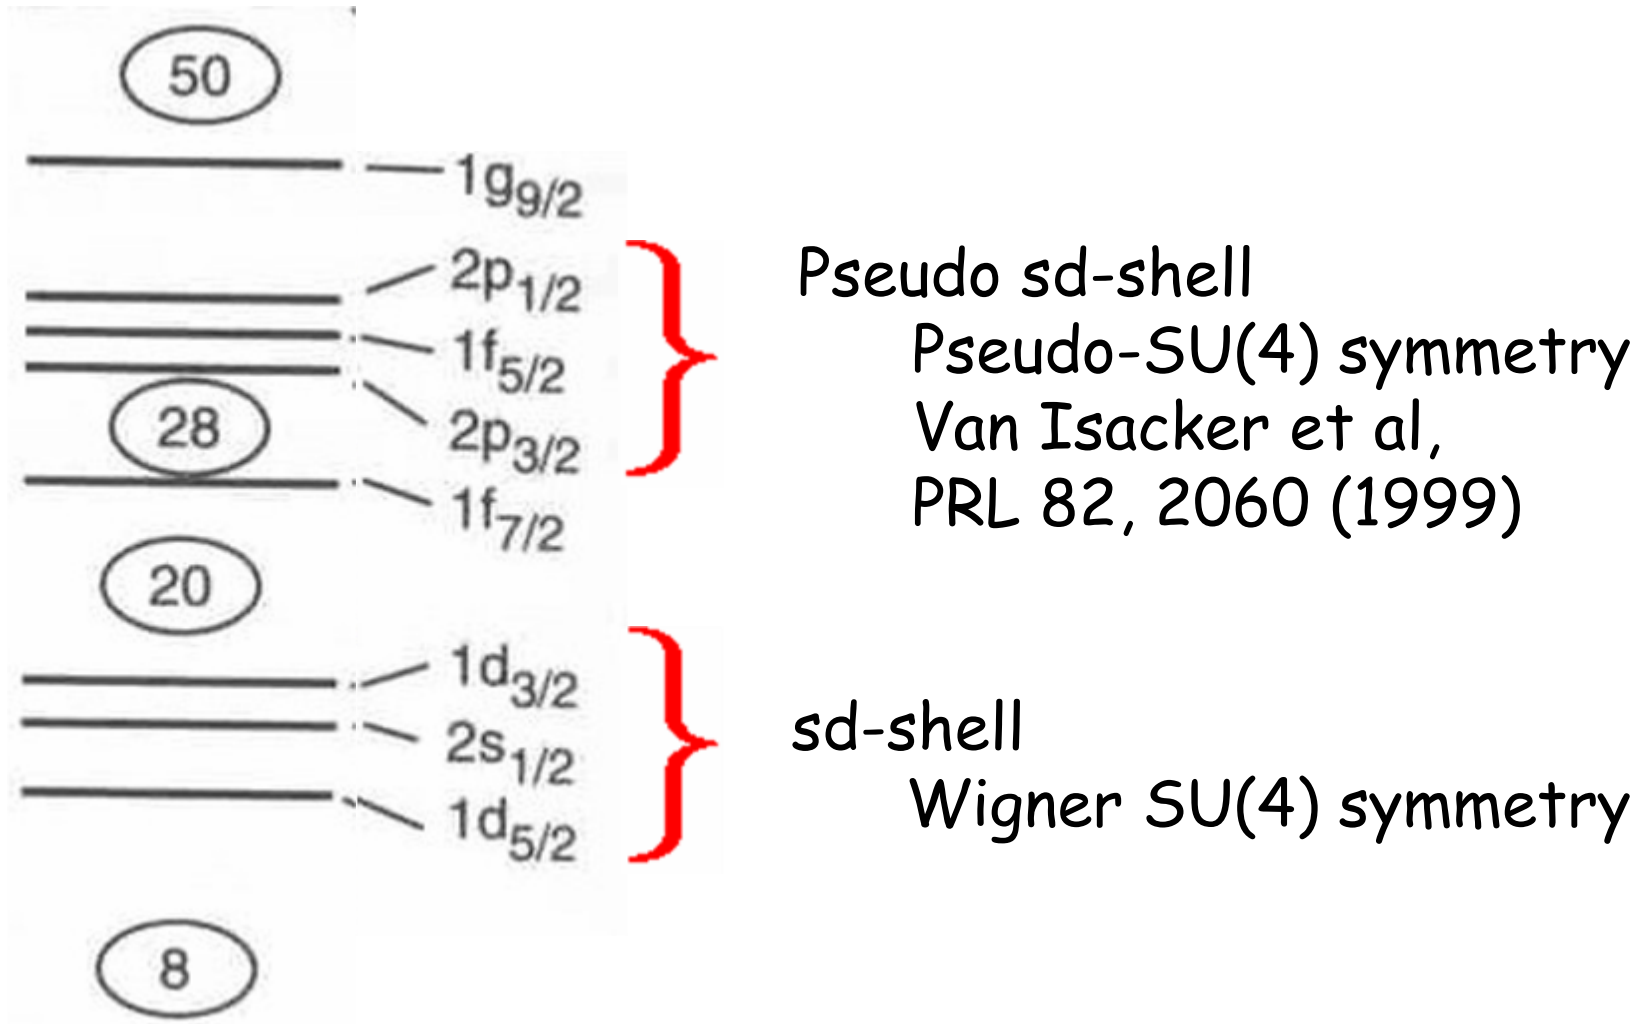 50
1g9/2
2p1/2
1f5/2
2p3/2
28
1f7/2
20
1d3/2
2s1/2
1d5/2
8
Pseudo sd-shell
Pseudo-SU(4) symmetry
Van Isacker et al,
PRL 82, 2060 (1999)
sd-shell
Wigner SU(4) symmetry